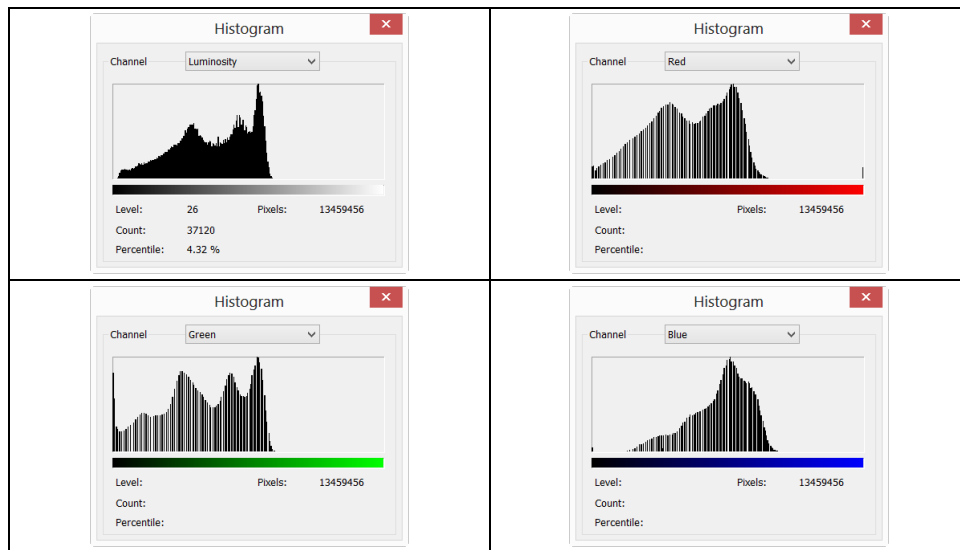 Histogram
Channel Luminosity
Level: 26 Pixels: 13459456
Count: 37120
Percentile: 4.32 %
Histogram
Channel Red
Level: Pixels: 13459456
Count:
Percentile:
Histogram
Channel Green
Level: Pixels: 13459456
Count:
Percentile:
Histogram
Channel Blue
Level: Pixels: 13459456
Count:
Percentile: